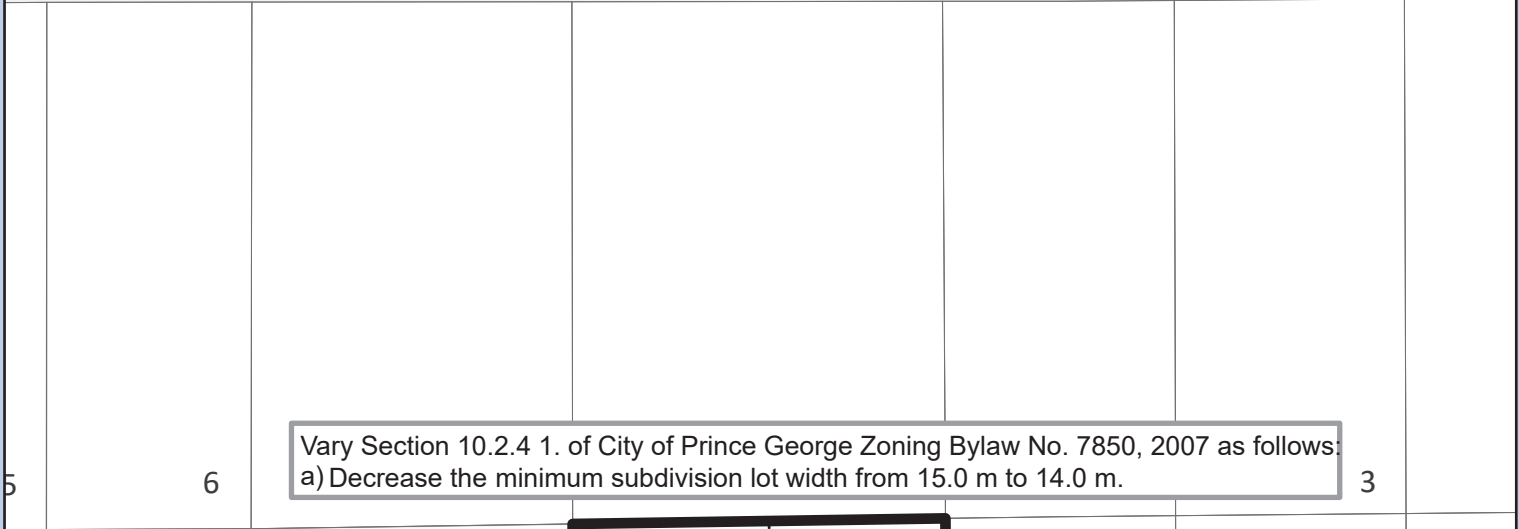 Vary Section 10.2.4 1. of City of Prince George Zoning Bylaw No. 7850, 2007 as follows:
a) Decrease the minimum subdivision lot width from 15.0 m to 14.0 m.
5
6
3